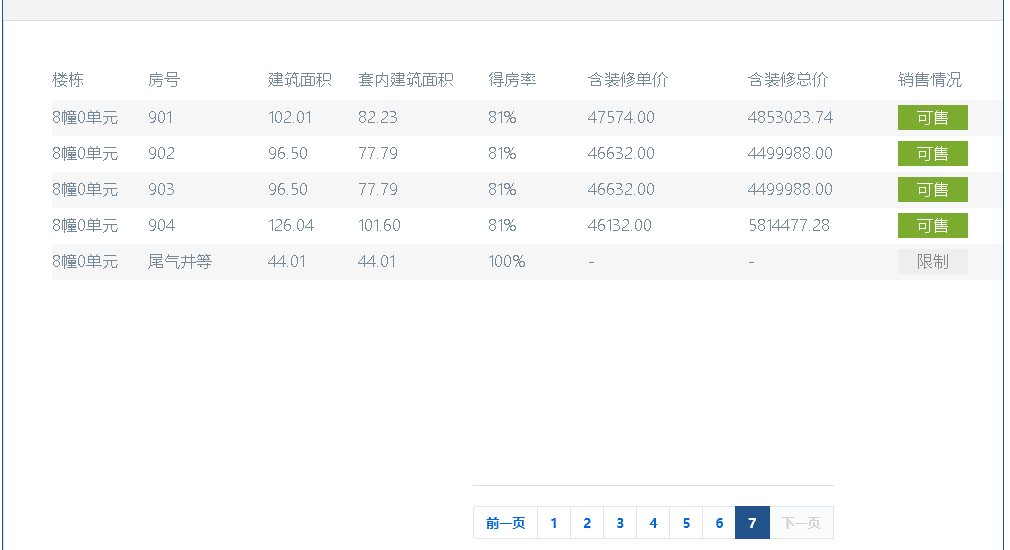 楼栋 房号 建筑面积 套内建筑面积 得房率 含装修单价 含装修总价 销售情况
8幢0单元 901 102.01 82.23 81% 47574.00 4853023.74 可售
8幢0单元 902 96.50 77.79 81% 46632.00 4499988.00 可售
8幢0单元 903 96.50 77.79 81% 46632.00 4499988.00 可售
8幢0单元 904 126.04 101.60 81% 46132.00 5814477.28 可售
8幢0单元 尾气井等 44.01 44.01 100% - - 限制
前一页 1 2 3 4 5 6 7 下一页